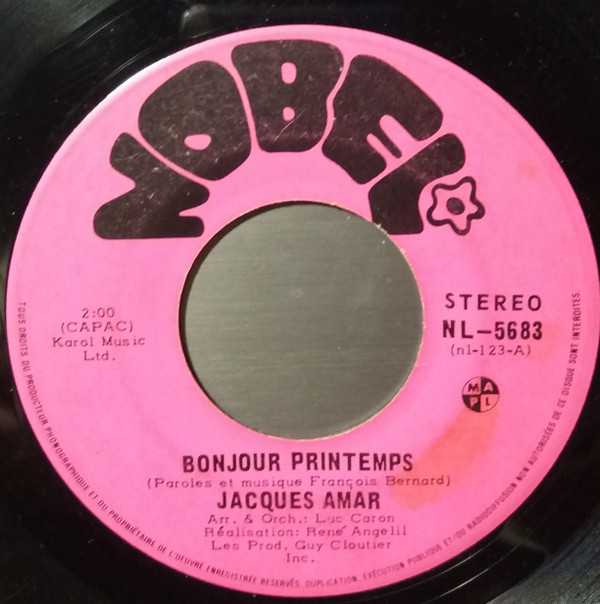 NOBEL
2:00
(CAPAC)
Karol Music
Ltd.
STEREO
NL-5683
(nl-123-A)
MAPL
BONJOUR PRINTEMPS
(Paroles et musique François Bernard)
JACQUES AMAR
Arr. & Orch.: Luc Caron
Réalisation: René Angelil
Les Prod. Guy Cloutier
Inc.
TOUS DROITS DU PRODUCTEUR PHONOGRAPHIQUE ET DU PROPRIÉTAIRE DE L'OEUVRE ENREGISTRÉE RESERVÉS. DUPLICATION, EXÉCUTION PUBLIQUE ET/OU RADIODIFFUSION NON AUTORISÉES DE CE DISQUE SONT INTERDITES.